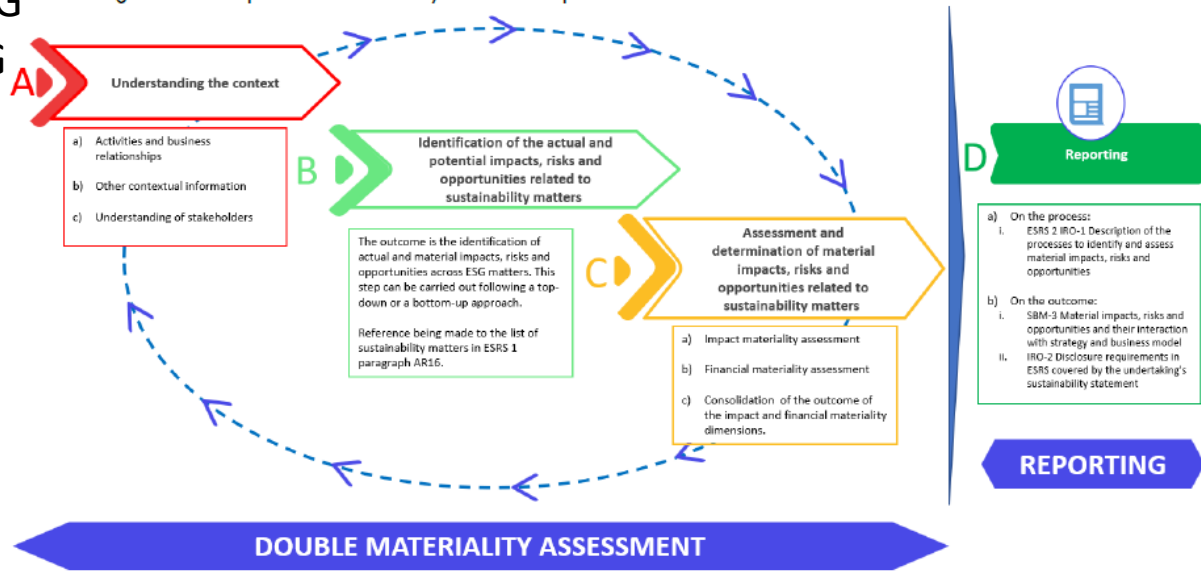 G
G
A
Understanding the context
a) Activities and business
relationships
b) Other contextual information
c) Understanding of stakeholders
B
Identification of the actual and
potential impacts, risks and
opportunities related to
sustainability matters
The outcome is the identification of
actual and material impacts, risks and
opportunities across ESG matters. This
step can be carried out following a top-
down or a bottom-up approach.
Reference being made to the list of
sustainability matters in ESRS 1
paragraph AR16.
C
Assessment and
determination of material
impacts, risks and
opportunities related to
sustainability matters
a) Impact materiality assessment
b) Financial materiality assessment
c) Consolidation of the outcome of
the impact and financial materiality
dimensions.
DOUBLE MATERIALITY ASSESSMENT
D
Reporting
a) On the process:
i. ESRS 2 IRO-1 Description of the
processes to identify and assess
material impacts, risks and
opportunities
b) On the outcome:
i. SBM-3 Material impacts, risks and
opportunities and their interaction
with strategy and business model
ii. IRO-2 Disclosure requirements in
ESRS covered by the undertaking's
sustainability statement
REPORTING